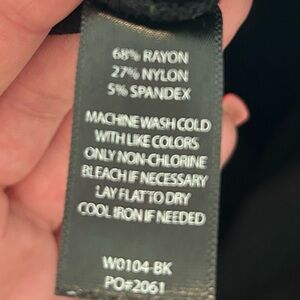 68% RAYON
27% NYLON
5% SPANDEX
MACHINE WASH COLD
WITH LIKE COLORS
ONLY NON-CHLORINE
BLEACH IF NECESSARY
LAY FLAT TO DRY
COOL IRON IF NEEDED
W0104-BK
PO#2061